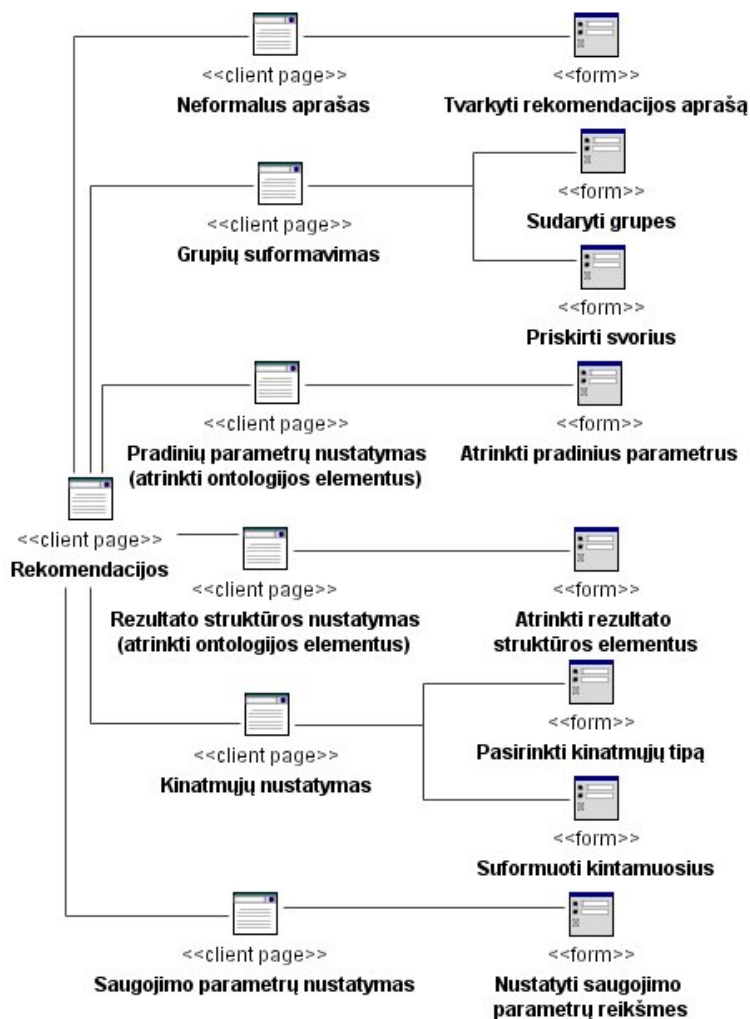 <<client page>>
Neformalus aprašas
<<form>>
Tvarkyti rekomendacijos aprašą
<<client page>>
Grupių suformavimas
<<form>>
Sudaryti grupes
<<form>>
Priskirti svorius
<<client page>>
Pradinių parametrų nustatymas
(atrinkti ontologijos elementus)
<<form>>
Atrinkti pradinius parametrus
<<client page>>
Rekomendacijos
<<client page>>
Rezultato struktūros nustatymas
(atrinkti ontologijos elementus)
<<form>>
Atrinkti rezultato
struktūros elementus
<<client page>>
Kinatmųjų nustatymas
<<form>>
Pasirinkti kinatmųjų tipą
<<form>>
Suformuoti kintamuosius
<<client page>>
Saugojimo parametrų nustatymas
<<form>>
Nustatyti saugojimo
parametrų reikšmes